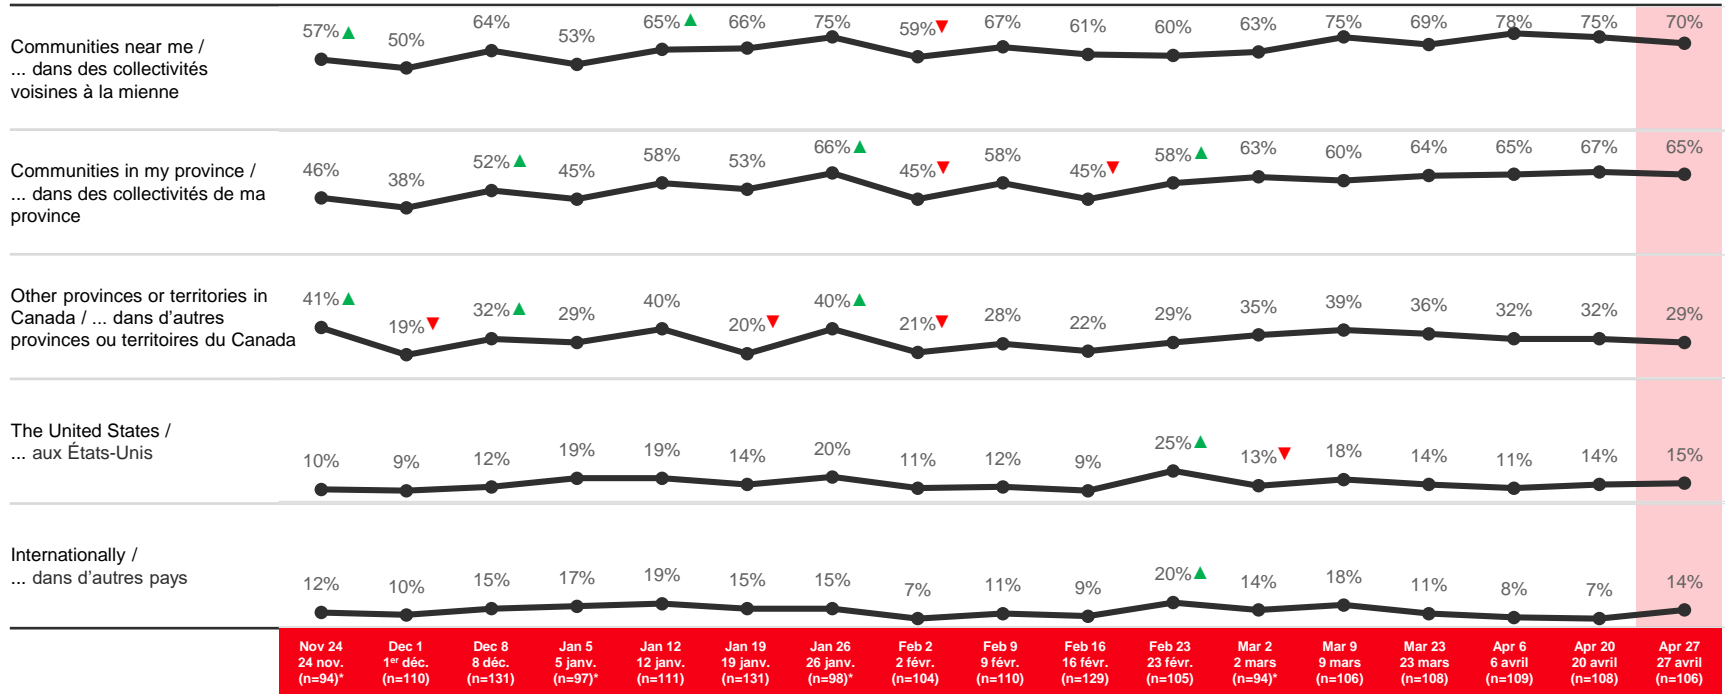 57% ▲ 50% 64% 53% 65% ▲ 66% 75% 59% ▼ 67% 61% 60% 63% 75% 69% 78% 75% 70%
Communities near me /
... dans des collectivités
voisines à la mienne
46% 38% 52% ▲ 45% 58% 53% 66% ▲ 45% ▼ 58% 45% ▼ 58% ▲ 63% 60% 64% 65% 67% 65%
Communities in my province /
... dans des collectivités de ma
province
41% ▲ 19% ▼ 32% ▲ 29% 40% 20% ▼ 40% ▲ 21% ▼ 28% 22% 29% 35% 39% 36% 32% 32% 29%
Other provinces or territories in
Canada / ... dans d'autres
provinces ou territoires du Canada
The United States /
... aux États-Unis
10% 9% 12% 19% 19% 14% 20% 11% 12% 9% 25% ▲ 13% ▼ 18% 14% 11% 14% 15%
Internationally /
... dans d'autres pays
12% 10% 15% 17% 19% 15% 15% 7% 11% 9% 20% ▲ 14% 18% 11% 8% 7% 14%
Nov 24 Dec 1 Dec 8 Jan 5 Jan 12 Jan 19 Jan 26 Feb 2 Feb 9 Feb 16 Feb 23 Mar 2 Mar 9 Mar 23 Apr 6 Apr 20 Apr 27
24 nov. 1er déc. 8 déc. 5 janv. 12 janv. 19 janv. 26 janv. 2 févr. 9 févr. 16 févr. 23 févr. 2 mars 9 mars 23 mars 6 avril 20 avril 27 avril
(n=94)* (n=110) (n=131) (n=97)* (n=111) (n=131) (n=98)* (n=104) (n=110) (n=129) (n=105) (n=94)* (n=106) (n=108) (n=109) (n=108) (n=106)